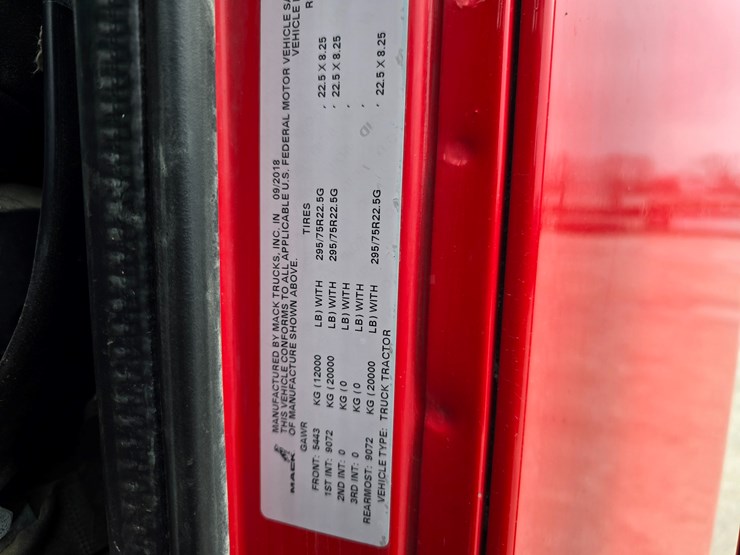 MACK
MANUFACTURED BY MACK TRUCKS, INC. IN 09/2018
THIS VEHICLE CONFORMS TO ALL APPLICABLE U.S. FEDERAL MOTOR VEHICLE SA
OF MANUFACTURE SHOWN ABOVE. VEHICLE
GAWR TIRES R
FRONT: 5443 KG (12000 LB) WITH 295/75R22.5G , 22.5 X 8.25
1ST INT: 9072 KG (20000 LB) WITH 295/75R22.5G , 22.5 X 8.25
2ND INT: 0 KG (0 LB) WITH ,
3RD INT: 0 KG (0 LB) WITH ,
REARMOST: 9072 KG (20000 LB) WITH 295/75R22.5G , 22.5 X 8.25
VEHICLE TYPE: TRUCK TRACTOR